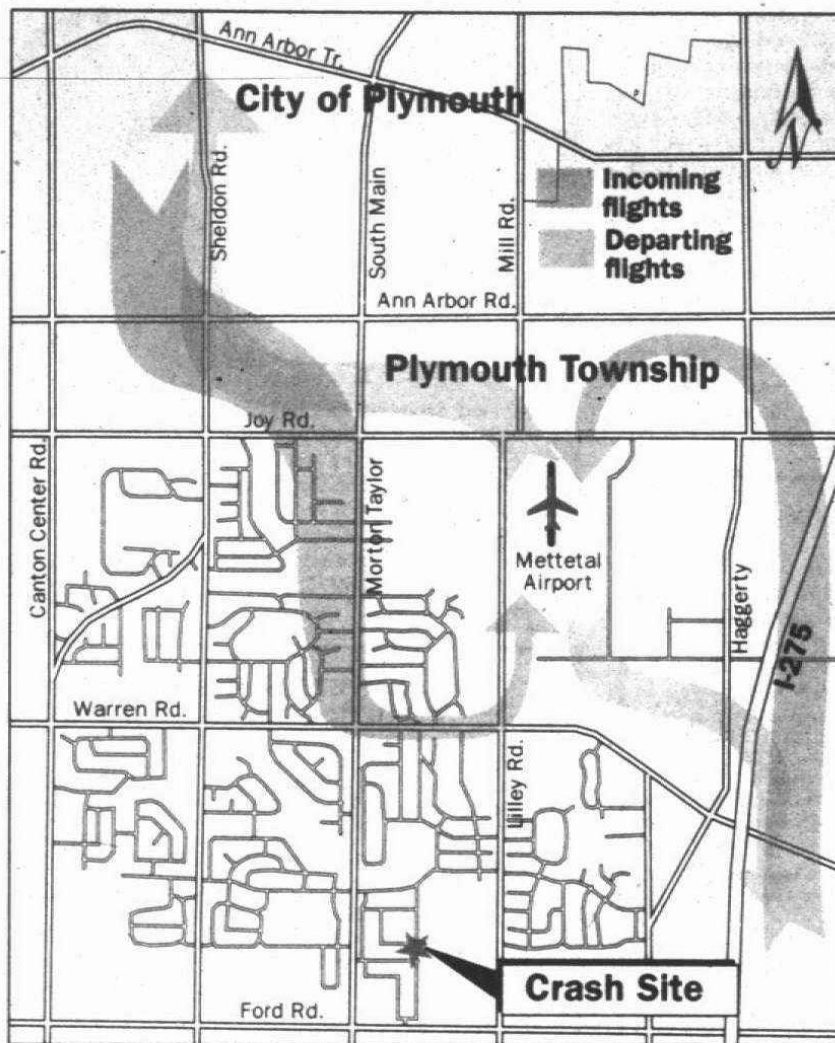 Ann Arbor Tr.
City of Plymouth
Sheldon Rd.
South Main
Mill Rd.
N
Incoming
flights
Departing
flights
Ann Arbor Rd.
Plymouth Township
Joy Rd.
Canton Center Rd.
Morton Taylor
Mettetal
Airport
Haggerty
I-275
Warren Rd.
Lilley Rd.
Crash Site
Ford Rd.